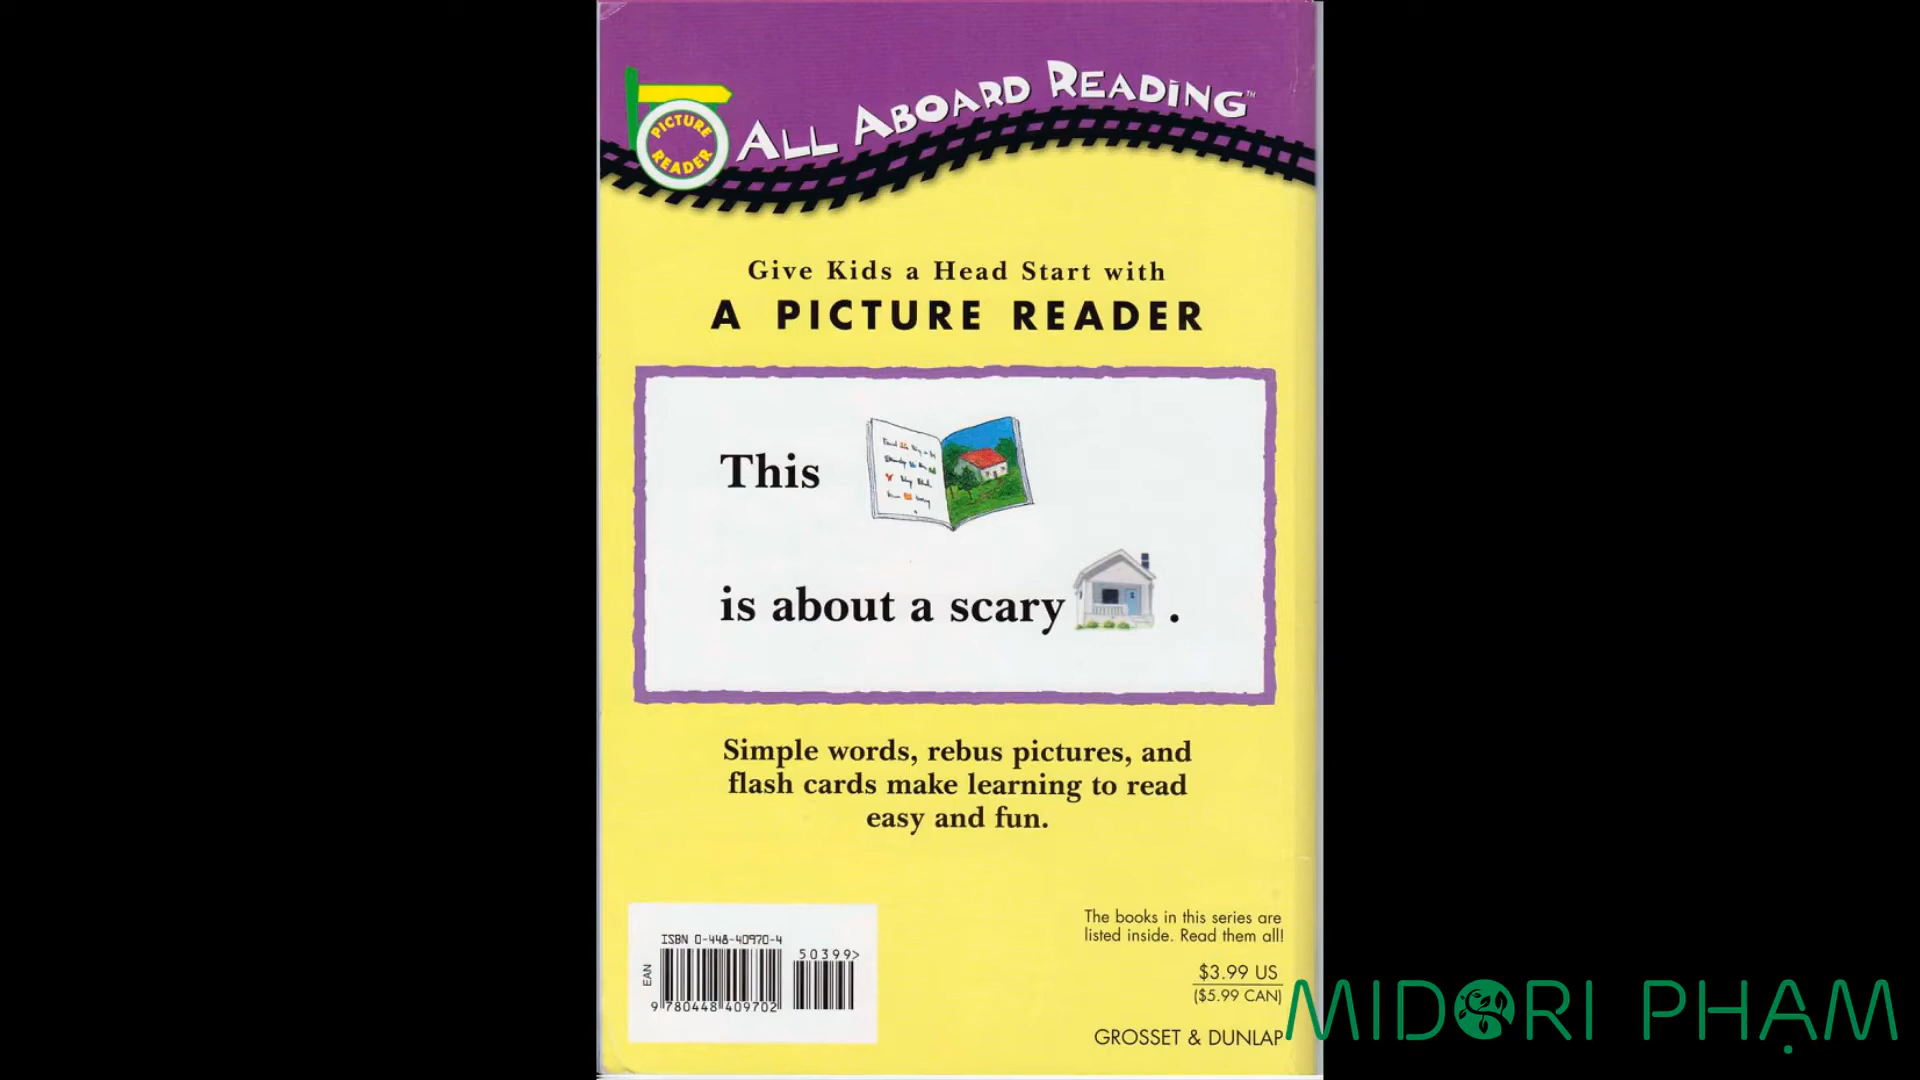 ALL ABOARD READING™
PICTURE
READER
Give Kids a Head Start with
A PICTURE READER
This
is about a scary .
Simple words, rebus pictures, and
flash cards make learning to read
easy and fun.
The books in this series are
listed inside. Read them all!
$3.99 US
($5.99 CAN)
GROSSET & DUNLAP
ISBN 0-448-40970-4
50399>
EAN
9 780448 409702
MIDORI PHẠM